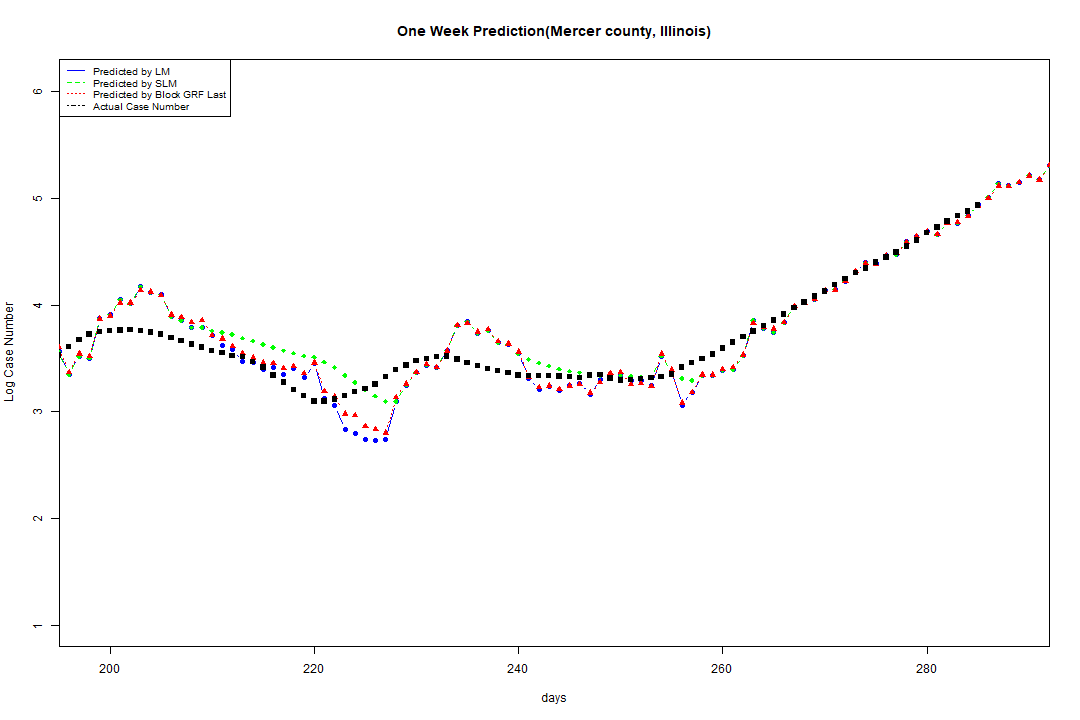 One Week Prediction(Mercer county, Illinois)
Predicted by LM
Predicted by SLM
Predicted by Block GRF Last
Actual Case Number
6
5
4
3
2
1
Log Case Number
200 220 240 260 280
days